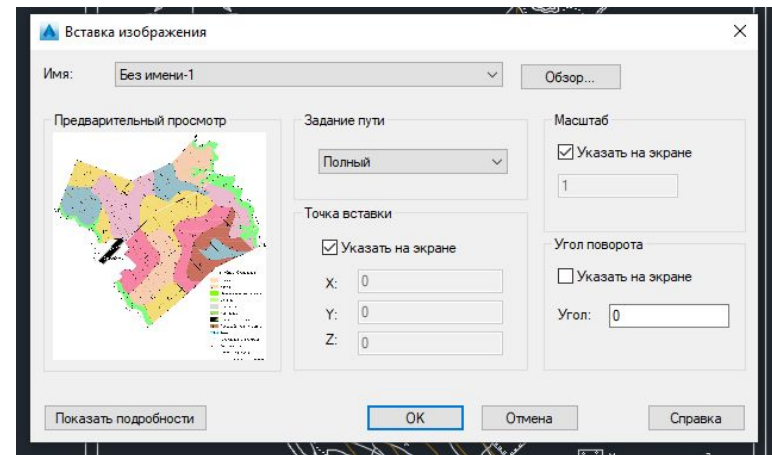 Вставка изображения
Имя: Без имени-1 Обзор...
Предварительный просмотр
Задание пути
Полный
Масштаб
Указать на экране
1
Точка вставки
Указать на экране
X: 0
Y: 0
Z: 0
Угол поворота
Указать на экране
Угол: 0
Показать подробности OK Отмена Справка